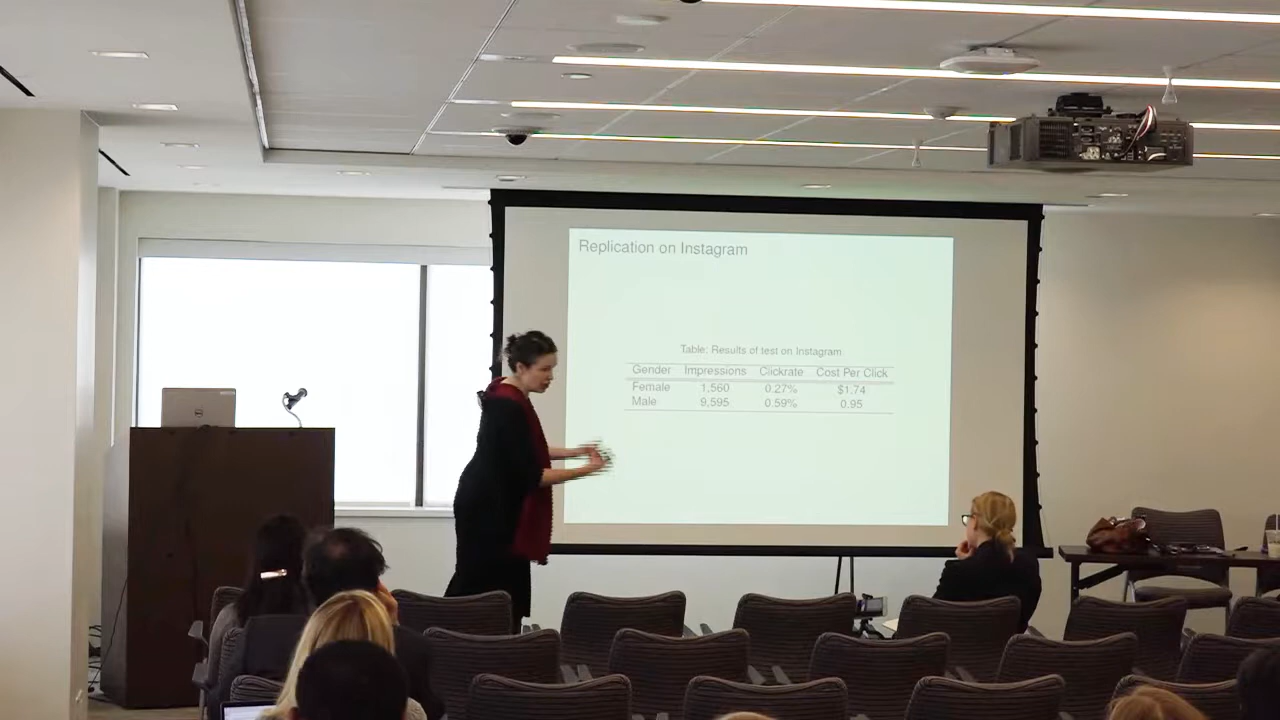 Replication on Instagram
Table: Results of test on Instagram
Gender Impressions Clickrate Cost Per Click
Female 1,560 0.27% $1.74
Male 9,595 0.59% 0.95